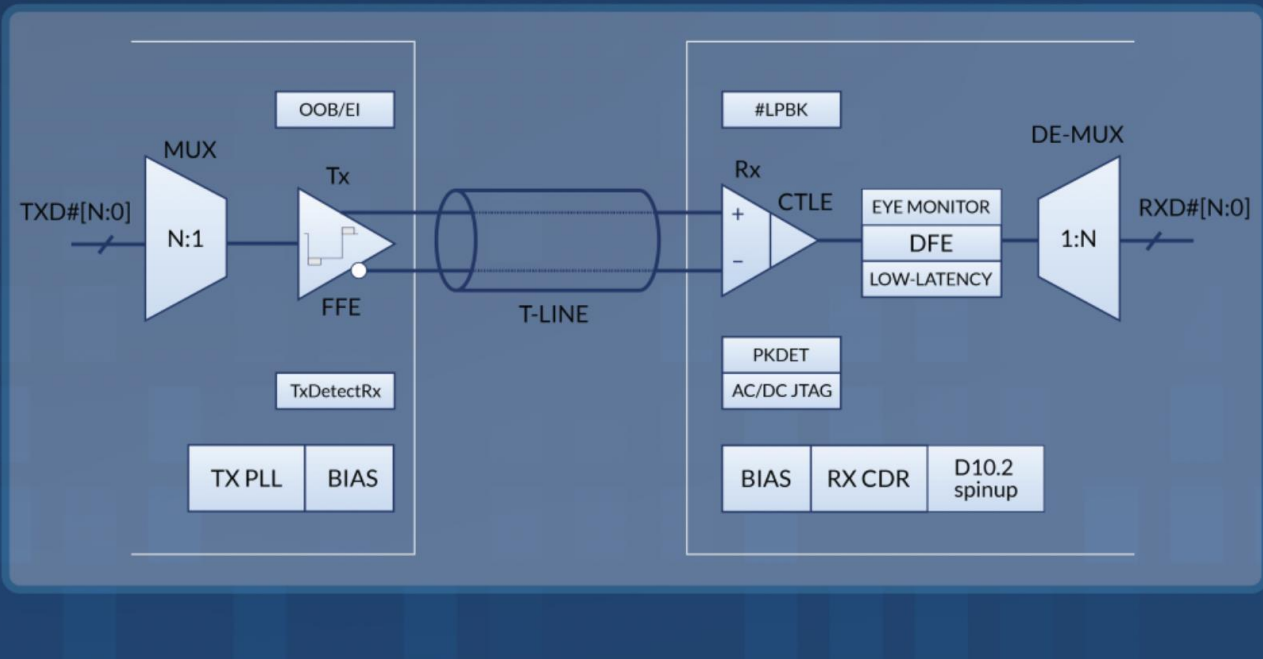 OOB/EI
#LPBK
MUX
DE-MUX
Tx
Rx
CTLE
TXD#[N:0]
RXD#[N:0]
N:1
+
−
EYE MONITOR
DFE
LOW-LATENCY
1:N
FFE
T-LINE
PKDET
TxDetectRx
AC/DC JTAG
TX PLL
BIAS
BIAS
RX CDR
D10.2
spinup